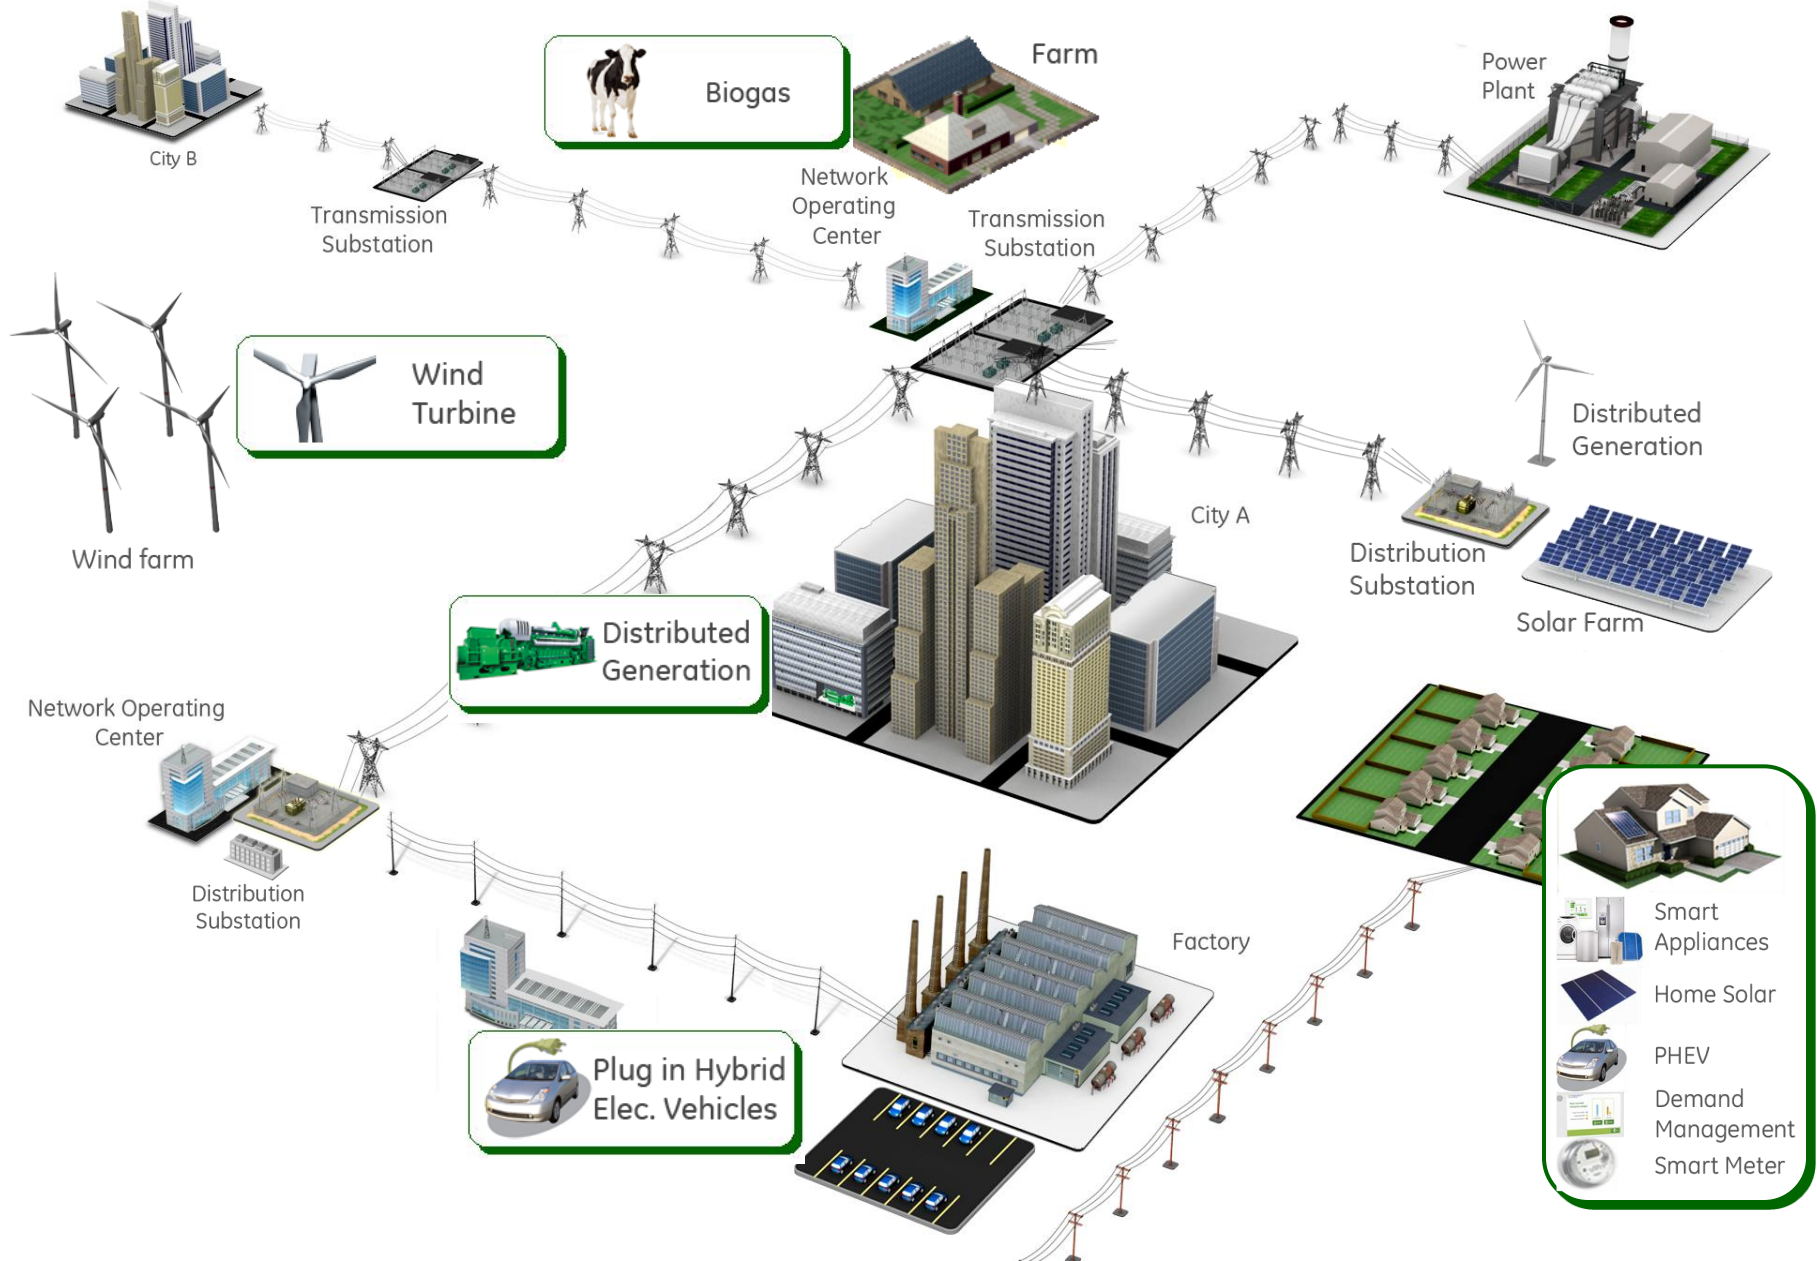 Farm
Biogas
Power
Plant
City B
Network
Operating
Center
Transmission
Substation
Transmission
Substation
Wind
Turbine
Distributed
Generation
City A
Wind farm
Distribution
Substation
Solar Farm
Distributed
Generation
Network Operating
Center
Distribution
Substation
Factory
Smart
Appliances
Home Solar
PHEV
Plug in Hybrid
Elec. Vehicles
Demand
Management
Smart Meter